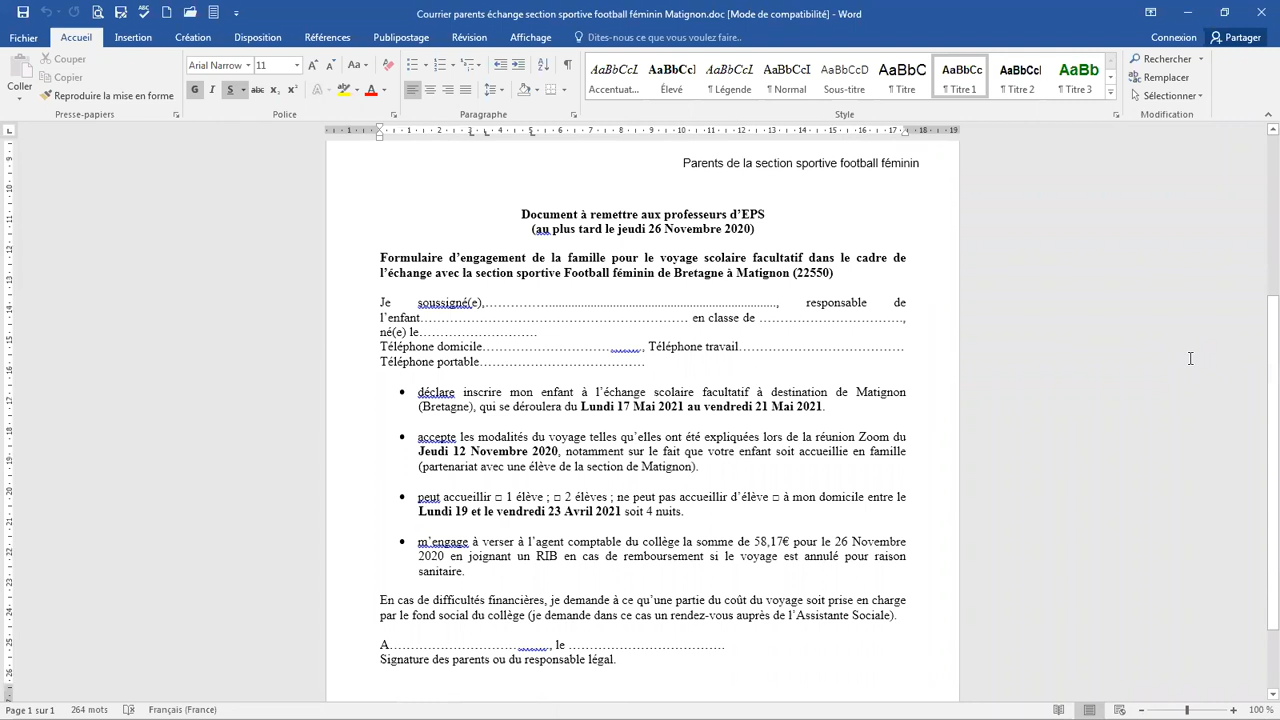 Courrier parents échange section sportive Football féminin Matignon.doc [Mode de compatibilité] - Word
Fichier Accueil Insertion Création Disposition Références Publipostage Révision Affichage Dites-nous ce que vous voulez faire.. Connexion Partager
Coller
Couper
Copier
Reproduire la mise en forme
Presse-papiers
Arial Narrow 11
Police
Paragraphe
AaBbCcL AaBbCcl AaBbCcL AaBbCcI AaBbCcD AaBbC AaBbCc AaBbCcl AaBb
Accentuat... Élevé ¶ Légende ¶ Normal Sous-titre ¶ Titre ¶ Titre 1 ¶ Titre 2 ¶ Titre 3
Style
Rechercher
Remplacer
Sélectionner
Modification
Parents de la section sportive football féminin
Document à remettre aux professeurs d’EPS
(au plus tard le jeudi 26 Novembre 2020)
Formulaire d’engagement de la famille pour le voyage scolaire facultatif dans le cadre de
l’échange avec la section sportive Football féminin de Bretagne à Matignon (22550)
Je soussigné(e),……………........................................................................, responsable de
l’enfant……………………………………………………… en classe de ……………………………,
né(e) le……………………….
Téléphone domicile……………………………………, Téléphone travail……………………………………
Téléphone portable……………………………………
• déclare inscrire mon enfant à l’échange scolaire facultatif à destination de Matignon
(Bretagne), qui se déroulera du Lundi 17 Mai 2021 au vendredi 21 Mai 2021.
• accepte les modalités du voyage telles qu’elles ont été expliquées lors de la réunion Zoom du
Jeudi 12 Novembre 2020, notamment sur le fait que votre enfant soit accueillie en famille
(partenariat avec une élève de la section de Matignon).
• peut accueillir □ 1 élève ; □ 2 élèves ; ne peut pas accueillir d’élève □ à mon domicile entre le
Lundi 19 et le vendredi 23 Avril 2021 soit 4 nuits.
• m’engage à verser à l’agent comptable du collège la somme de 58,17€ pour le 26 Novembre
2020 en joignant un RIB en cas de remboursement si le voyage est annulé pour raison
sanitaire.
En cas de difficultés financières, je demande à ce qu’une partie du coût du voyage soit prise en charge
par le fond social du collège (je demande dans ce cas un rendez-vous auprès de l’Assistante Sociale).
A……………………………………, le …………………………………
Signature des parents ou du responsable légal.
Page 1 sur 1 264 mots Français (France) 100 %